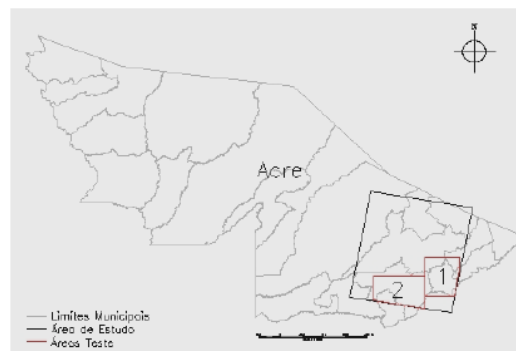 N
Acre
1
2
Limites Municipais
Área de Estudo
Áreas Teste